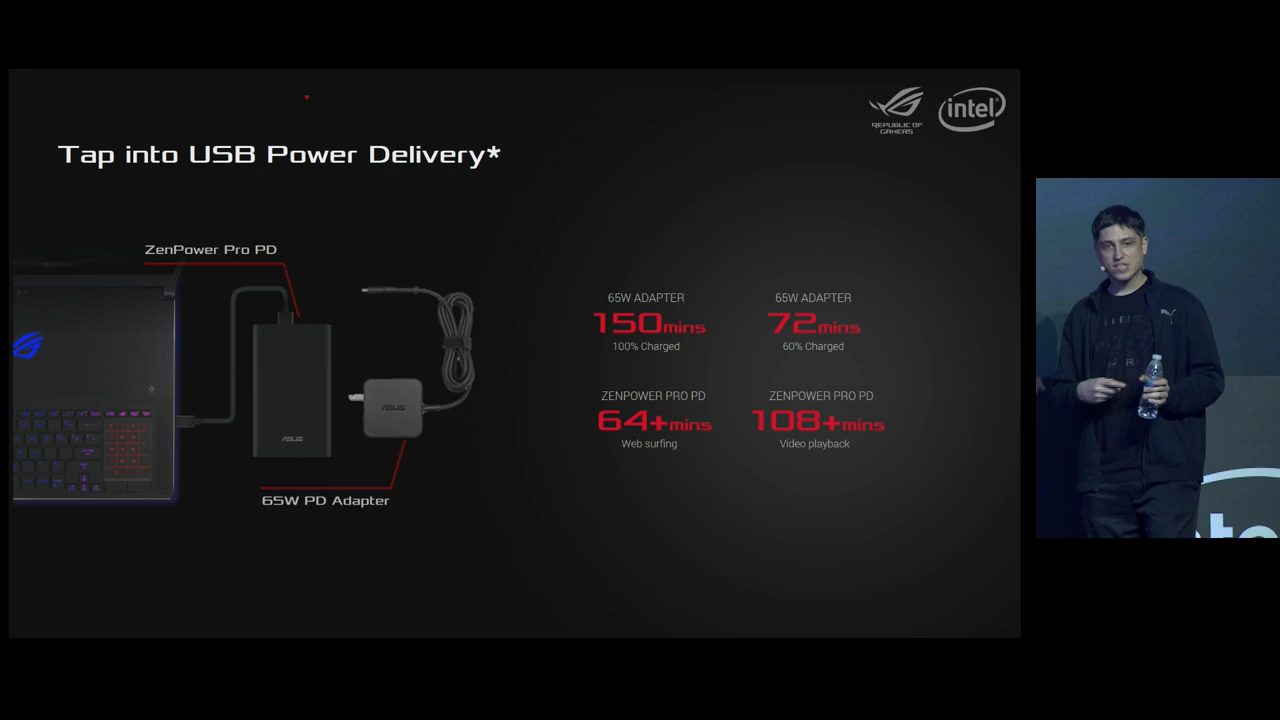 REPUBLIC OF
GAMERS
intel
Tap into USB Power Delivery*
ZenPower Pro PD
65W ADAPTER
150mins
100% Charged
65W ADAPTER
72mins
60% Charged
ZENPOWER PRO PD
64+mins
Web surfing
ZENPOWER PRO PD
108+mins
Video playback
ASUS
ASUS
65W PD Adapter